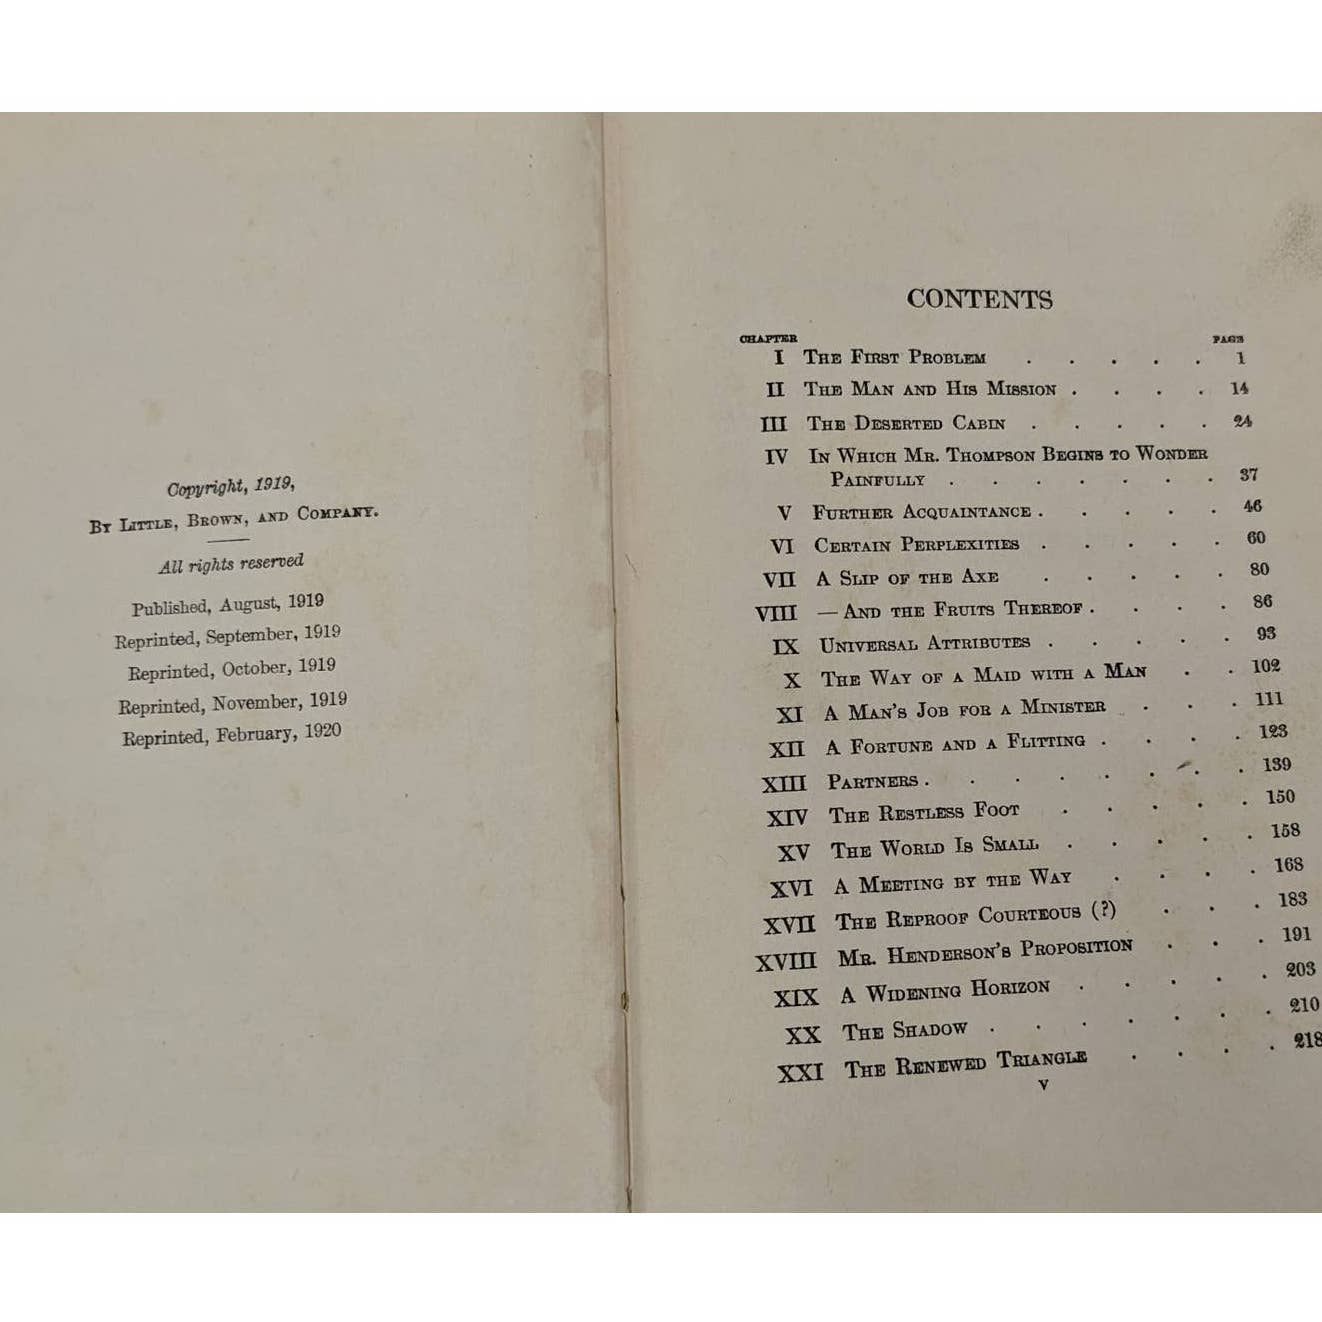 Copyright, 1919,
By Little, Brown, and Company.
All rights reserved
Published, August, 1919
Reprinted, September, 1919
Reprinted, October, 1919
Reprinted, November, 1919
Reprinted, February, 1920
CONTENTS
CHAPTER PAGE
I The First Problem . . . . . 1
II The Man and His Mission . . . . 14
III The Deserted Cabin . . . . . 24
IV In Which Mr. Thompson Begins to Wonder
Painfully . . . . . . . 37
V Further Acquaintance . . . . . 46
VI Certain Perplexities . . . . . 60
VII A Slip of the Axe . . . . . 80
VIII — And the Fruits Thereof . . . . 86
IX Universal Attributes . . . . . 93
X The Way of a Maid with a Man . . 102
XI A Man's Job for a Minister . . . 111
XII A Fortune and a Flitting . . . . 123
XIII Partners . . . . . . . . 139
XIV The Restless Foot . . . . . 150
XV The World Is Small . . . . . 158
XVI A Meeting by the Way . . . . 168
XVII The Reproof Courteous (?) . . . 183
XVIII Mr. Henderson's Proposition . . . 191
XIX A Widening Horizon . . . . . 203
XX The Shadow . . . . . . . 210
XXI The Renewed Triangle . . . . 218
v